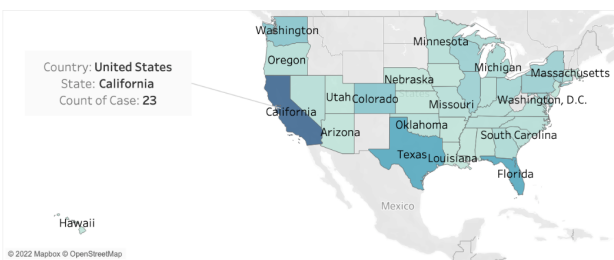 Country: United States
State: California
Count of Case: 23
Washington
Oregon
California
Utah
Colorado
Arizona
Minnesota
Michigan
Massachusetts
Nebraska
Missouri
Washington, D.C.
Oklahoma
South Carolina
Texas
Louisiana
Florida
Mexico
Hawaii
© 2022 Mapbox © OpenStreetMap